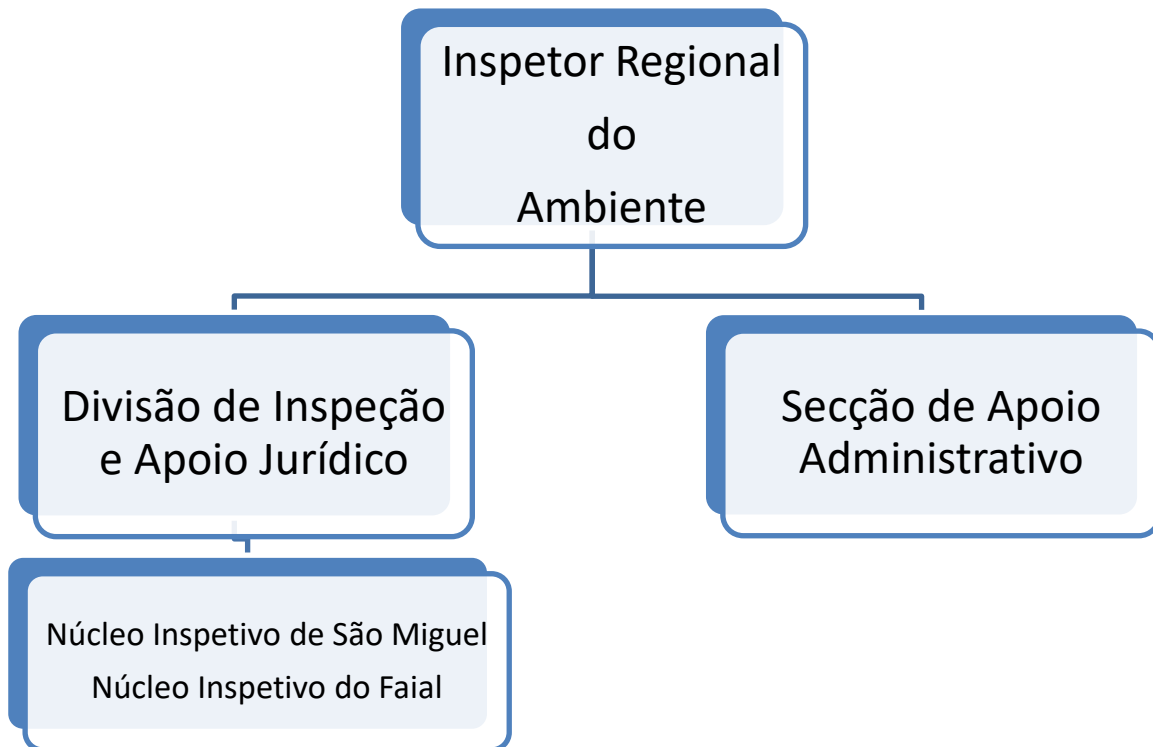 Inspetor Regional
do
Ambiente
Divisão de Inspeção
e Apoio Jurídico
Secção de Apoio
Administrativo
Núcleo Inspetivo de São Miguel
Núcleo Inspetivo do Faial